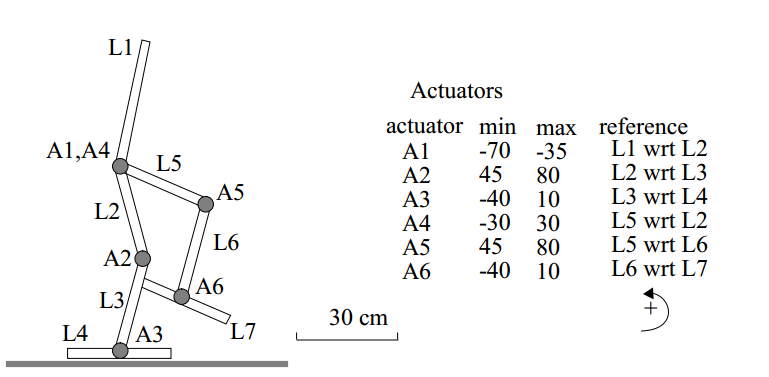 L1
A1,A4
L5
A5
L2
L6
A2
A6
L3
L7
L4
A3
30 cm
Actuators
actuator min max reference
A1 -70 -35 L1 wrt L2
A2 45 80 L2 wrt L3
A3 -40 10 L3 wrt L4
A4 -30 30 L5 wrt L2
A5 45 80 L5 wrt L6
A6 -40 10 L6 wrt L7
+